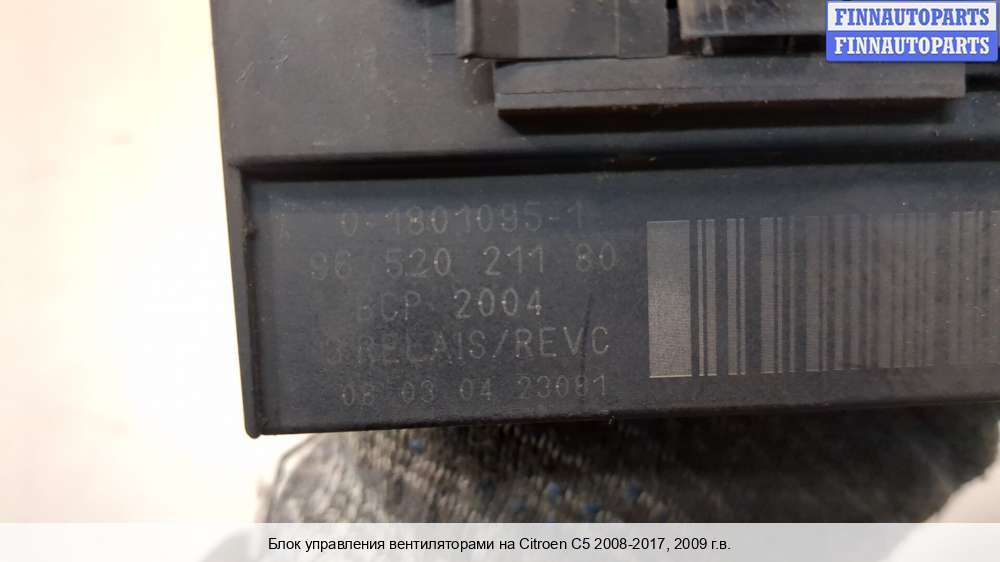 FINNAUTOPARTS
FINNAUTOPARTS
0-1801095-1
96 520 211 80
BCP 2004
RELAIS/REVC
08 03 04 23081
Блок управления вентиляторами на Citroen C5 2008-2017, 2009 г.в.